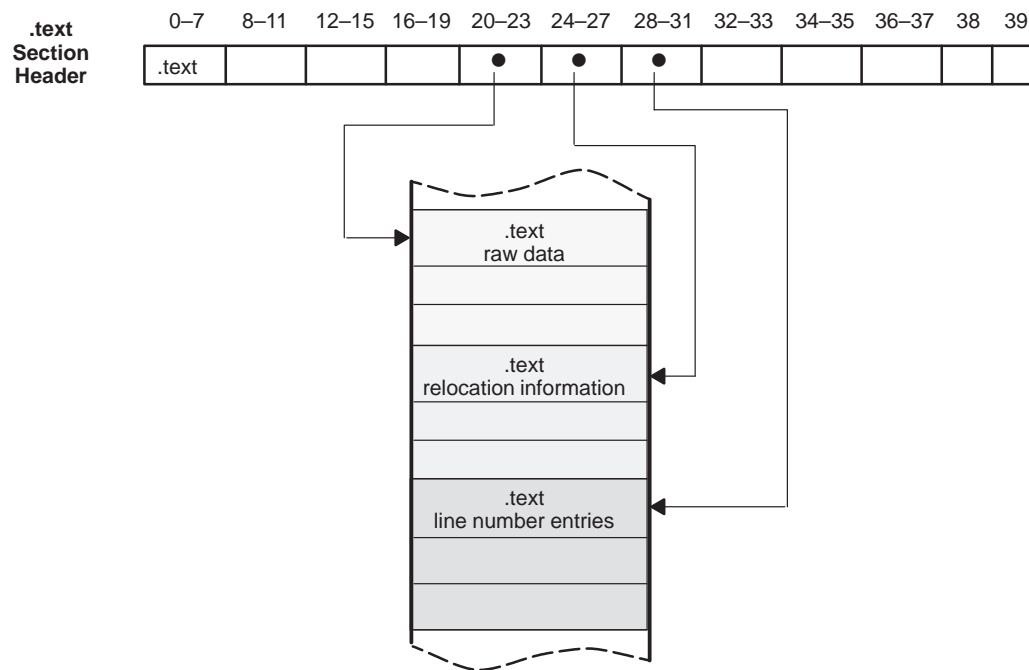 0–7 8–11 12–15 16–19 20–23 24–27 28–31 32–33 34–35 36–37 38 39
.text
Section
Header
.text
.text
raw data
.text
relocation information
.text
line number entries